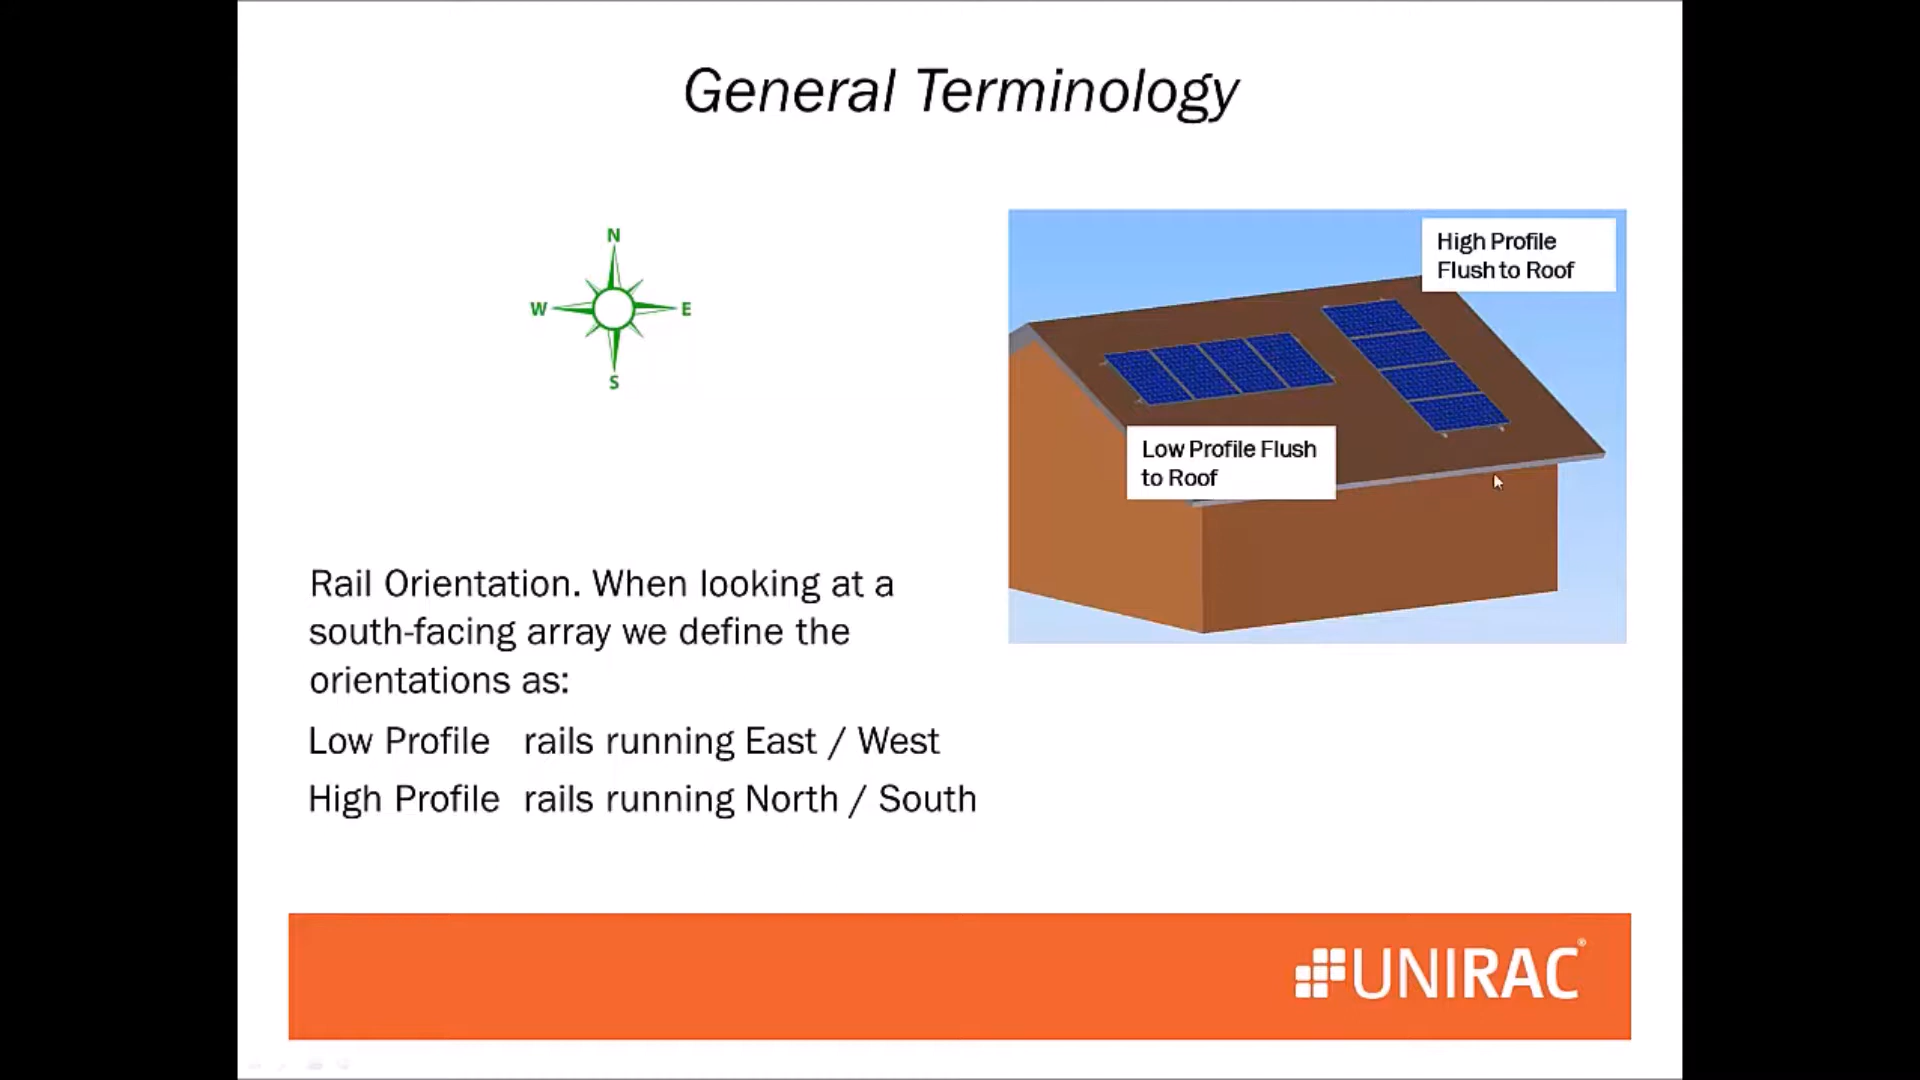 General Terminology
N
W
E
S
High Profile
Flush to Roof
Low Profile Flush
to Roof
Rail Orientation. When looking at a
south-facing array we define the
orientations as:
Low Profile rails running East / West
High Profile rails running North / South
UNIRAC®